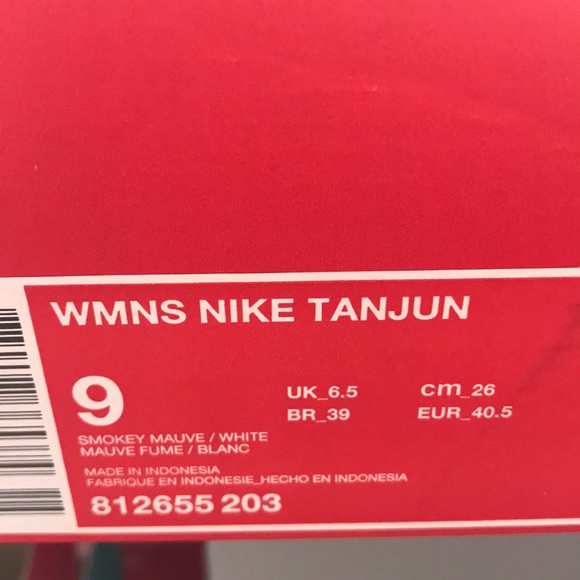 WMNS NIKE TANJUN
9
UK_6.5 cm_26
BR_39 EUR_40.5
SMOKEY MAUVE / WHITE
MAUVE FUME / BLANC
MADE IN INDONESIA
FABRIQUE EN INDONESIE_HECHO EN INDONESIA
812655 203